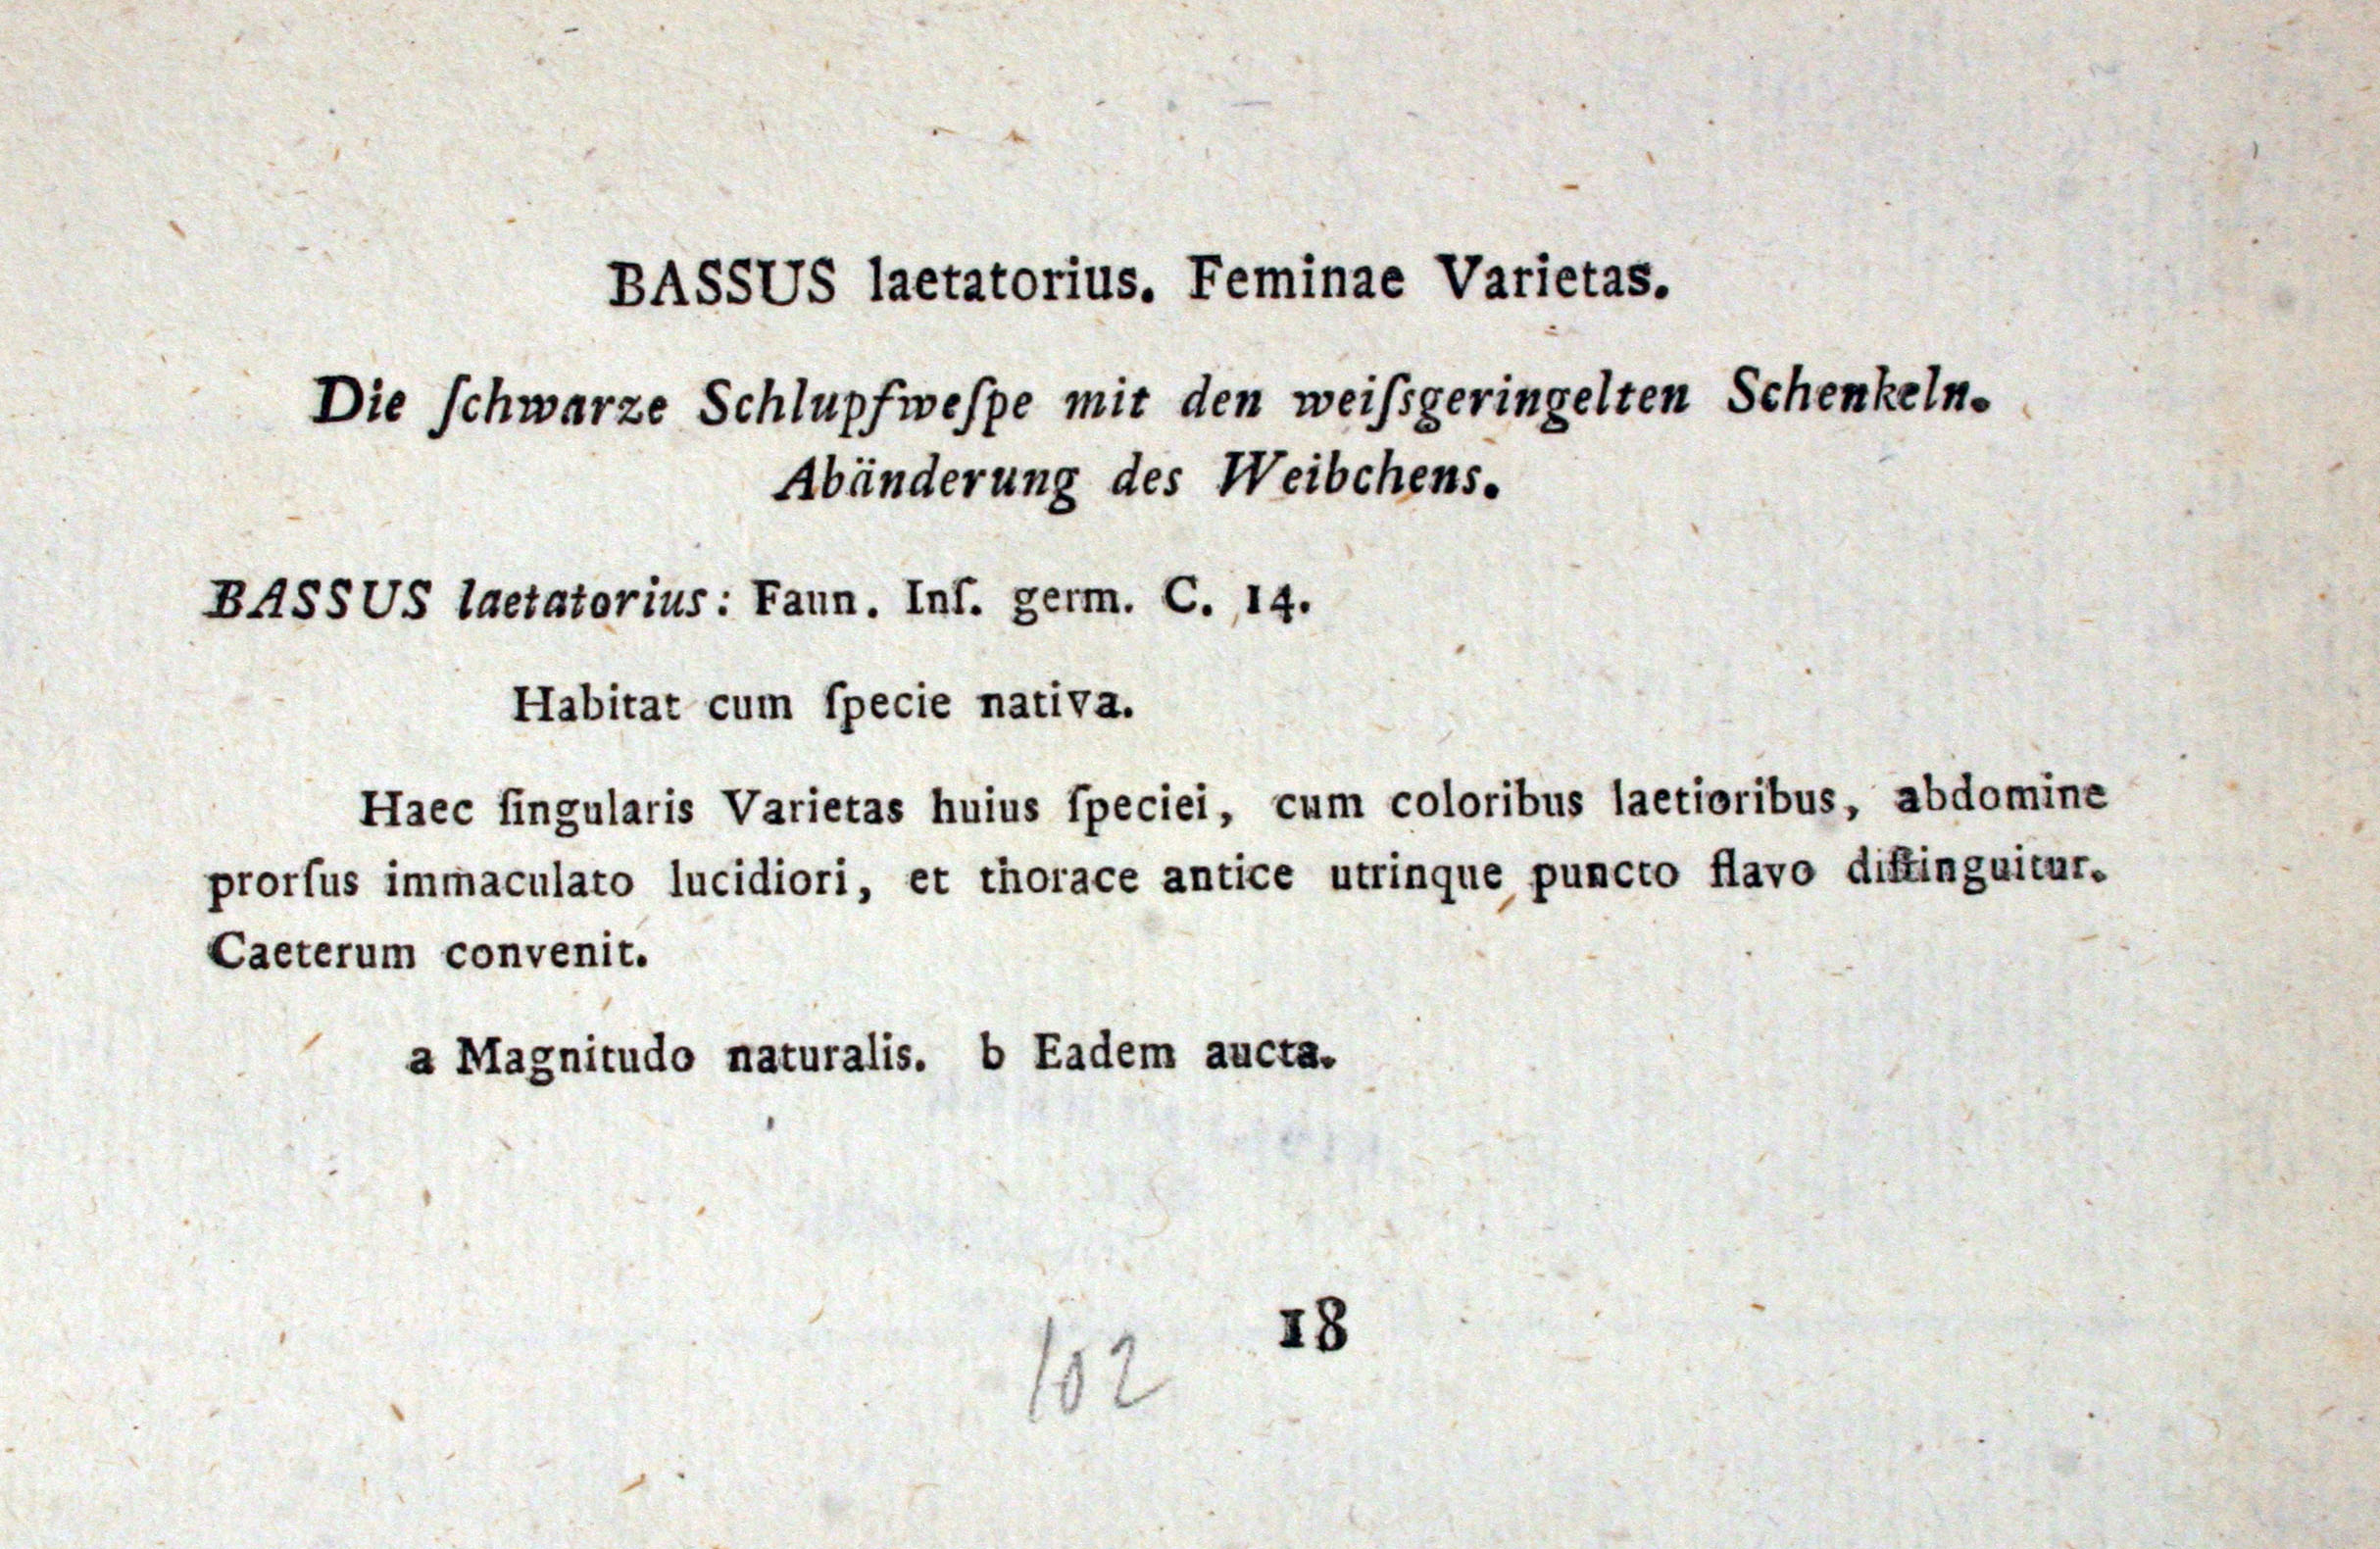 BASSUS laetatorius. Feminae Varietas.
Die ſchwarze Schlupfweſpe mit den weiſsgeringelten Schenkeln.
Abänderung des Weibchens.
BASSUS laetatorius: Faun. Inſ. germ. C. 14.
Habitat cum ſpecie nativa.
Haec ſingularis Varietas huius ſpeciei, cum coloribus laetioribus, abdomine
prorſus immaculato lucidiori, et thorace antice utrinque puncto flavo diſtinguitur.
Caeterum convenit.
a Magnitudo naturalis. b Eadem aucta.
18
102